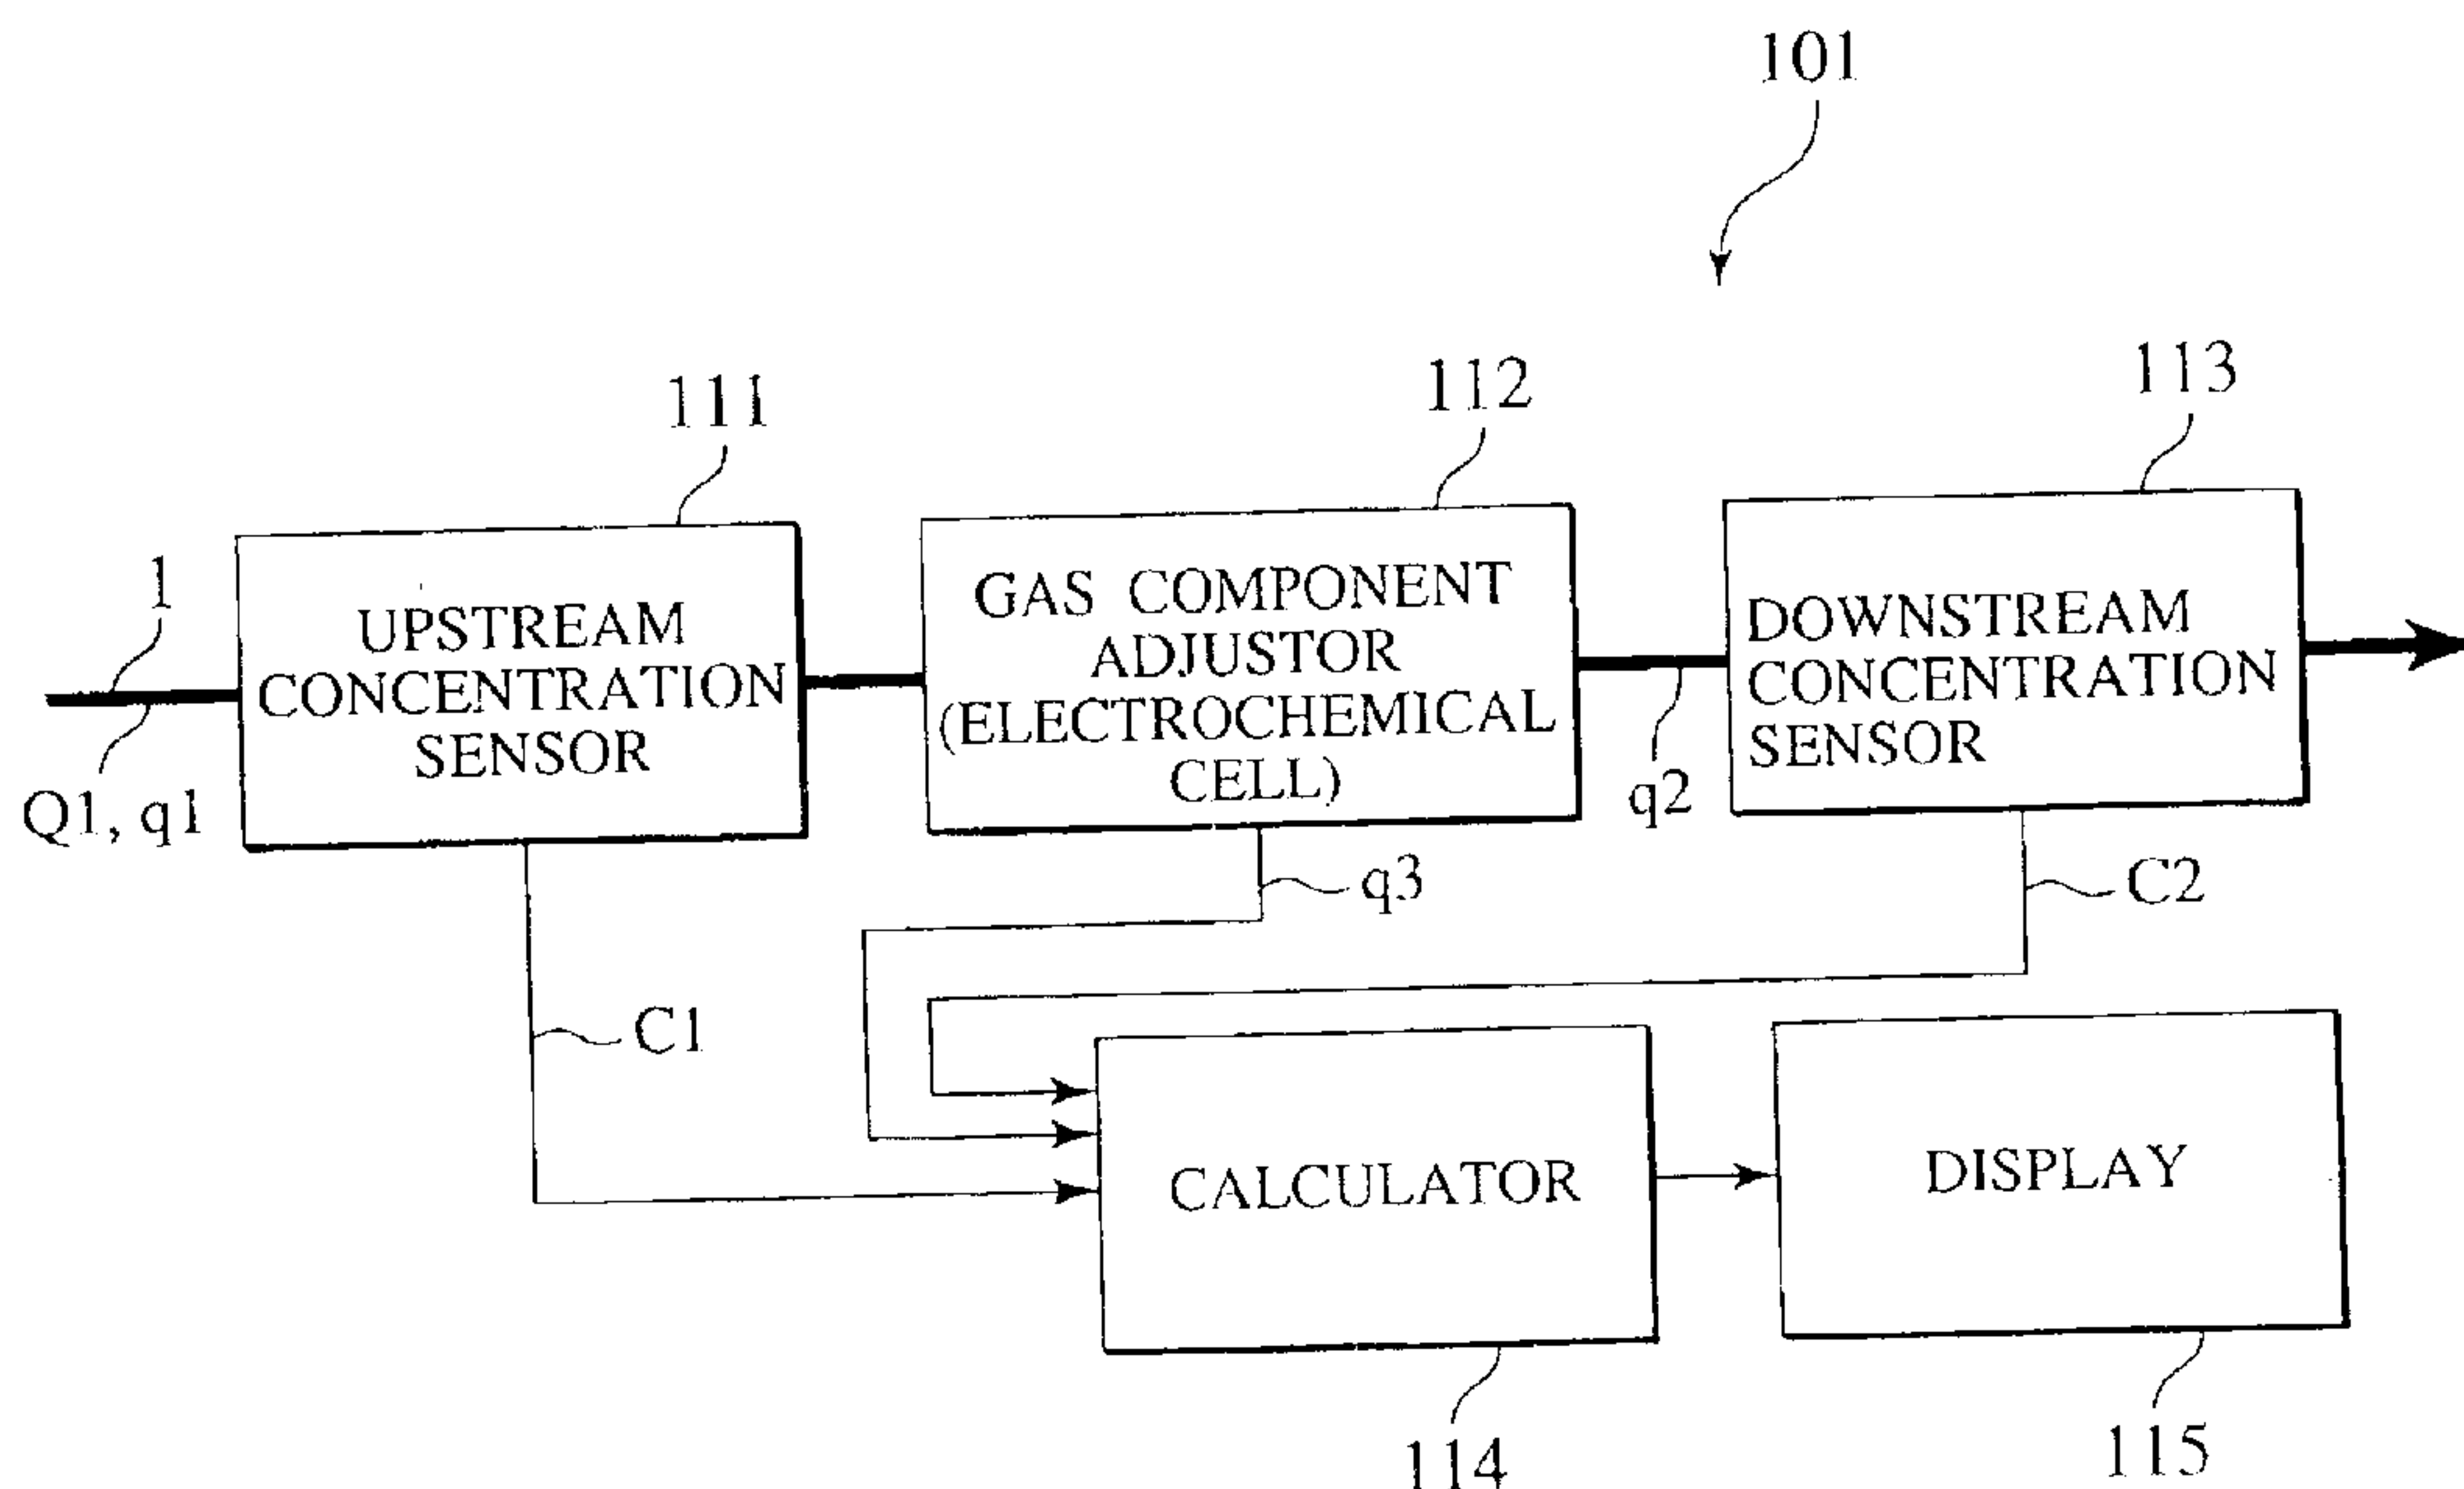 101
111
112
113
1
UPSTREAM
CONCENTRATION
SENSOR
GAS COMPONENT
ADJUSTOR
(ELECTROCHEMICAL
CELL)
DOWNSTREAM
CONCENTRATION
SENSOR
Q1, q1
q2
q3
C2
C1
CALCULATOR
DISPLAY
114
115